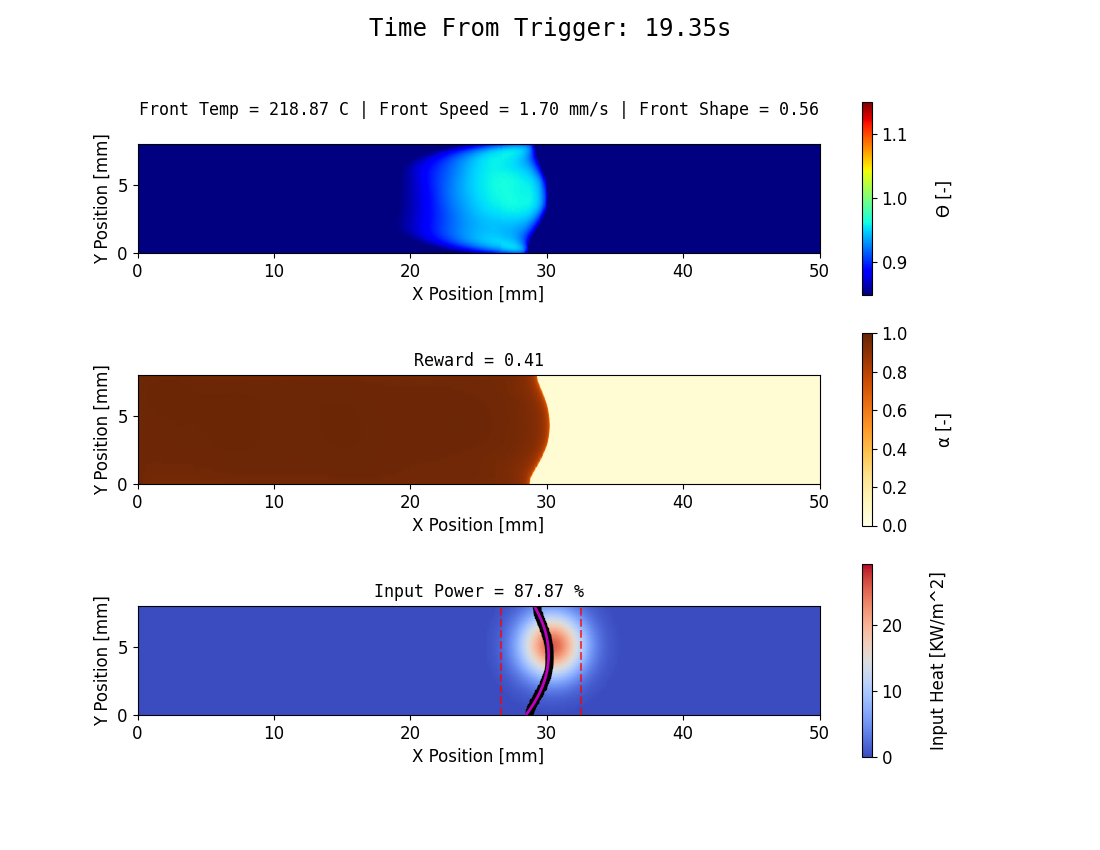 Time From Trigger: 19.35s
Front Temp = 218.87 C | Front Speed = 1.70 mm/s | Front Shape = 0.56
Y Position [mm]
5
0
0 10 20 30 40 50
X Position [mm]
1.1
1.0
0.9
Θ [-]
Reward = 0.41
Y Position [mm]
5
0
0 10 20 30 40 50
X Position [mm]
1.0
0.8
0.6
0.4
0.2
0.0
α [-]
Input Power = 87.87 %
Y Position [mm]
5
0
0 10 20 30 40 50
X Position [mm]
20
10
0
Input Heat [KW/m^2]